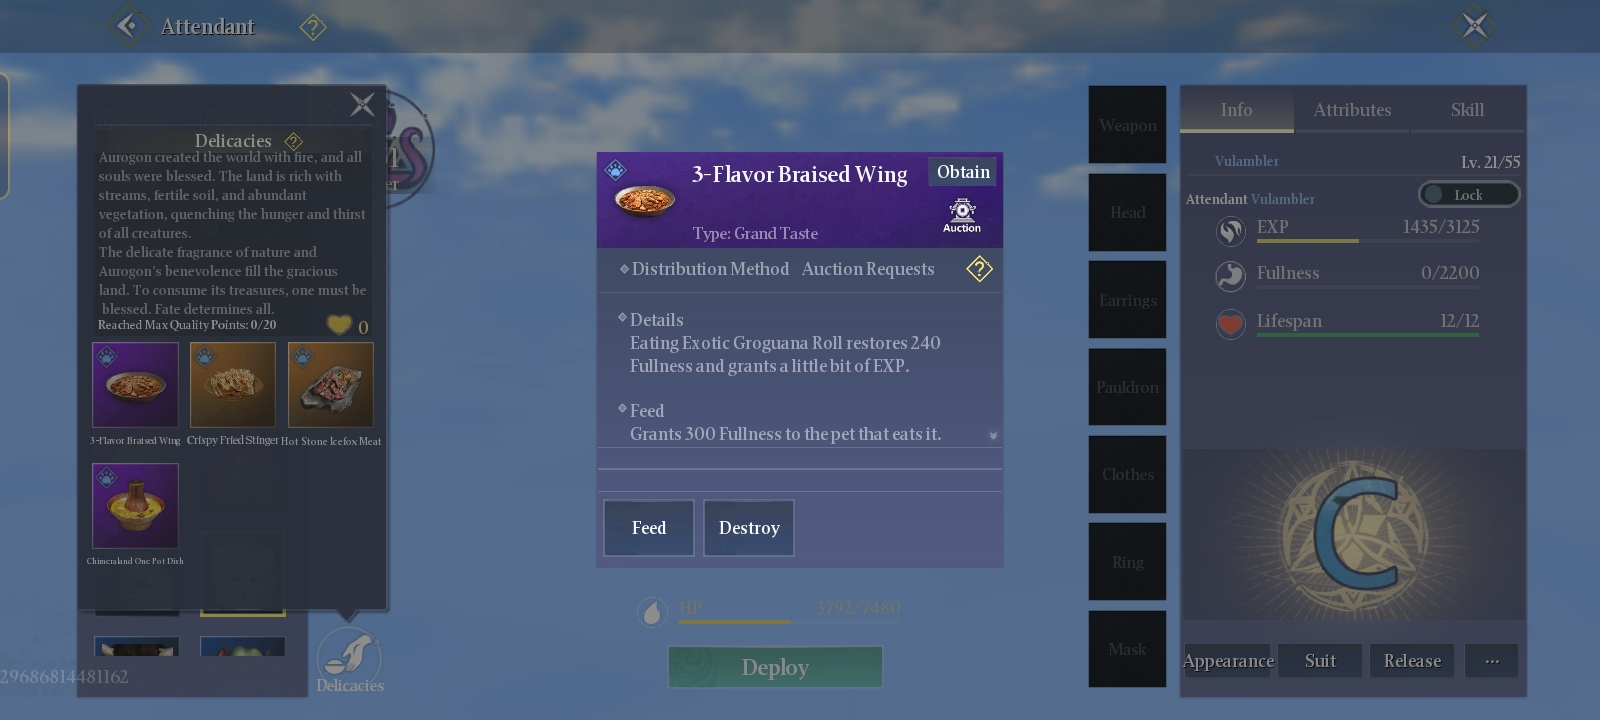 Attendant
Delicacies
Aurogon created the world with fire, and all
souls were blessed. The land is rich with
streams, fertile soil, and abundant
vegetation, quenching the hunger and thirst
of all creatures.
The delicate fragrance of nature and
Aurogon's benevolence fill the gracious
land. To consume its treasures, one must be
blessed. Fate determines all.
Reached Max Quality Points: 0/20
0
3-Flavor Braised Wing
Crispy Fried Stinger
Hot Stone Icefox Meat
Chimeraland One Pot Dish
29686814481162
Delicacies
3-Flavor Braised Wing
Obtain
Type: Grand Taste
Auction
Distribution Method Auction Requests
?
Details
Eating Exotic Groguana Roll restores 240
Fullness and grants a little bit of EXP.
Feed
Grants 300 Fullness to the pet that eats it.
Feed
Destroy
HP 3792/7480
Deploy
Weapon
Head
Earrings
Pauldron
Clothes
Ring
Mask
Info
Attributes
Skill
Vulambler
Lv. 21/55
Attendant Vulambler
Lock
EXP 1435/3125
Fullness 0/2200
Lifespan 12/12
C
Appearance
Suit
Release
...